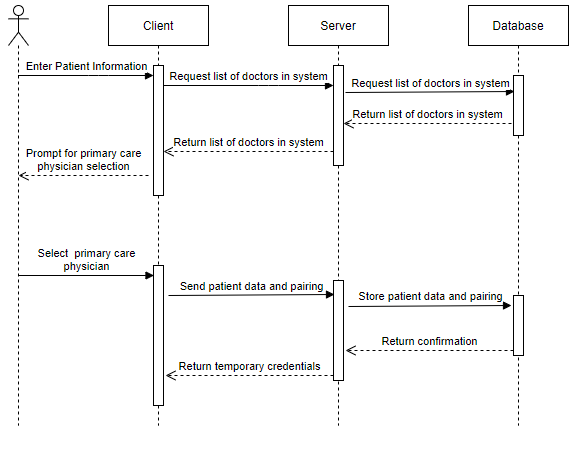 Client
Server
Database
Enter Patient Information
Request list of doctors in system
Request list of doctors in system
Return list of doctors in system
Return list of doctors in system
Prompt for primary care
physician selection
Select primary care
physician
Send patient data and pairing
Store patient data and pairing
Return confirmation
Return temporary credentials